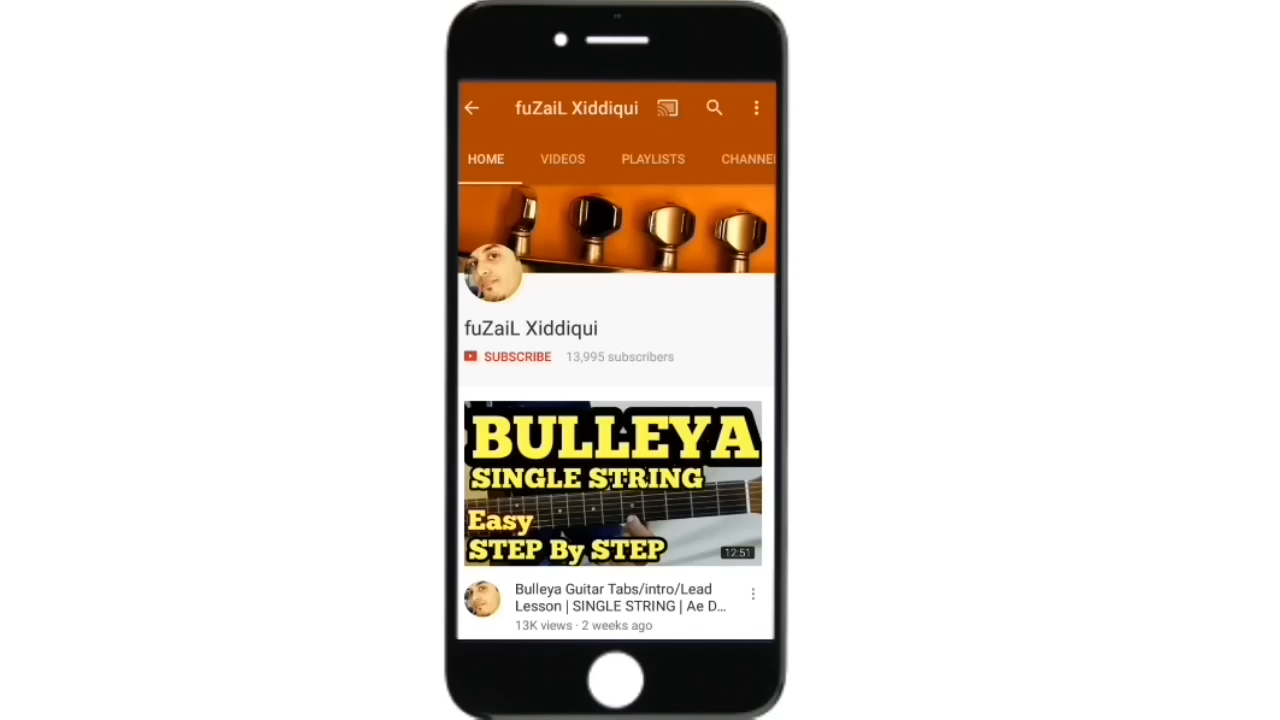 fuZaiL Xiddiqui
HOME VIDEOS PLAYLISTS CHANNE
fuZaiL Xiddiqui
SUBSCRIBE 13,995 subscribers
BULLEYA
SINGLE STRING
Easy
STEP By STEP
12:51
Bulleya Guitar Tabs/intro/Lead
Lesson | SINGLE STRING | Ae D...
13K views · 2 weeks ago